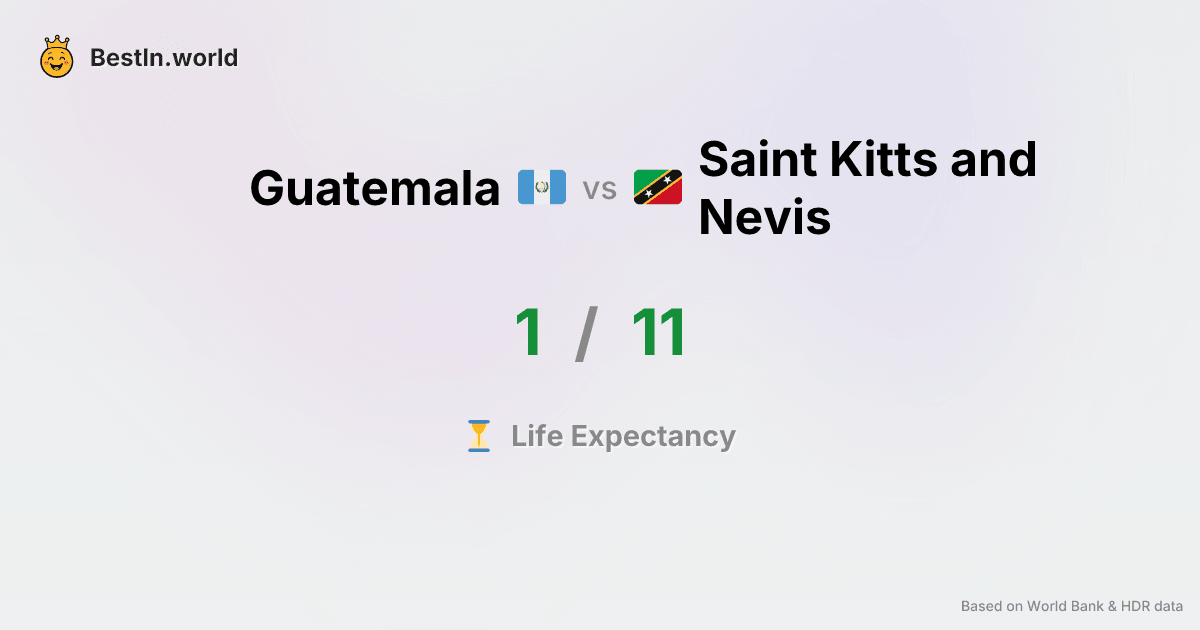 BestIn.world
Guatemala vs Saint Kitts and
Nevis
1 / 11
Life Expectancy
Based on World Bank & HDR data